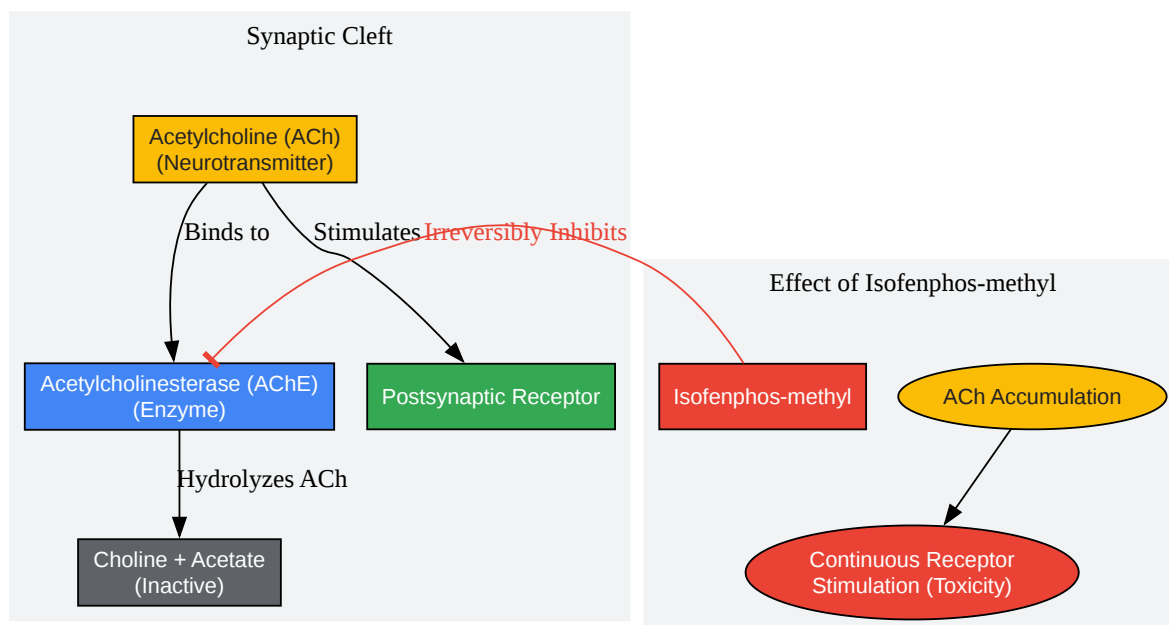 Synaptic Cleft
Acetylcholine (ACh)
(Neurotransmitter)
Binds to
Stimulates
Irreversibly Inhibits
Effect of Isofenphos-methyl
Acetylcholinesterase (AChE)
(Enzyme)
Postsynaptic Receptor
Isofenphos-methyl
ACh Accumulation
Hydrolyzes ACh
Choline + Acetate
(Inactive)
Continuous Receptor
Stimulation (Toxicity)